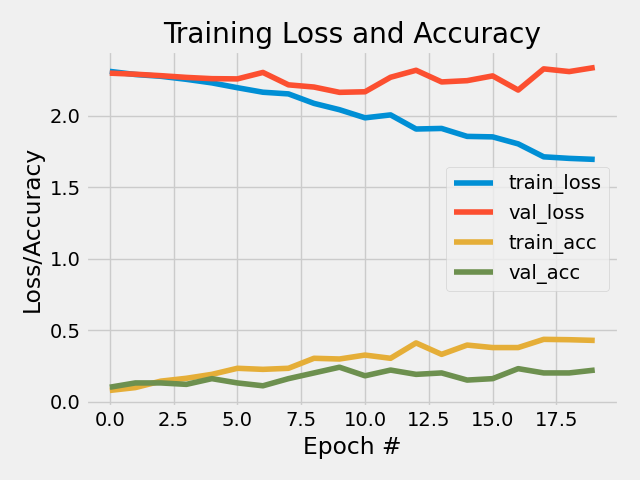 Training Loss and Accuracy
Loss/Accuracy
2.0
1.5
1.0
0.5
0.0
train_loss
val_loss
train_acc
val_acc
0.0 2.5 5.0 7.5 10.0 12.5 15.0 17.5
Epoch #